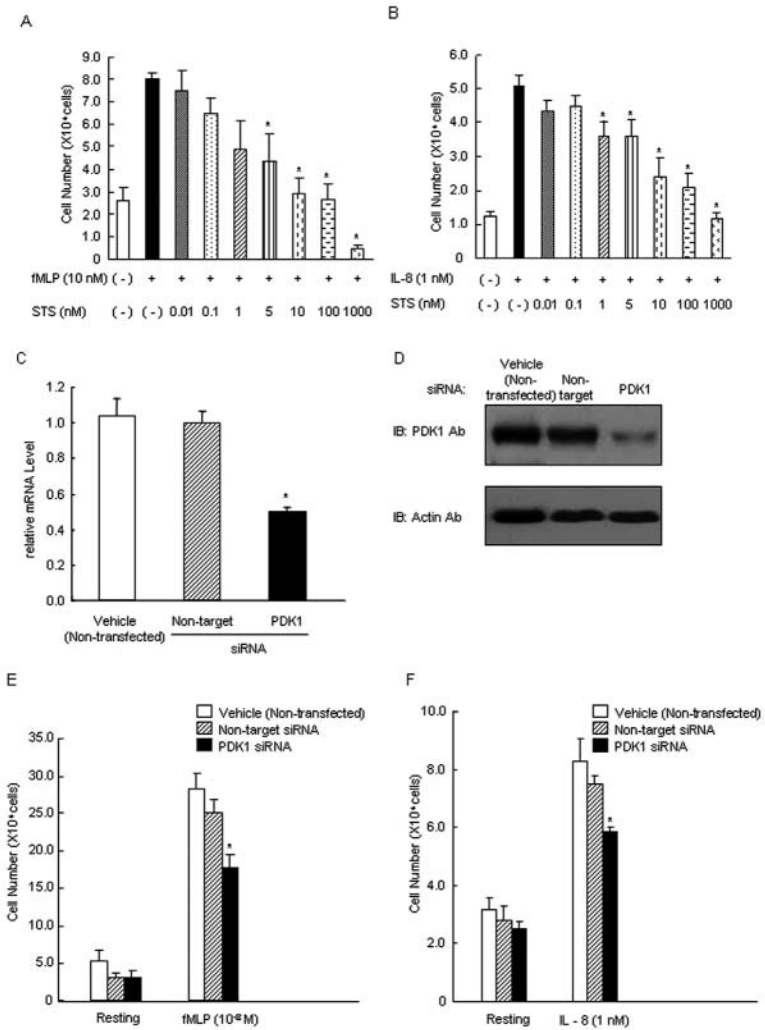 A
Cell Number (X10⁴cells)
9.0
8.0
7.0
6.0
5.0
4.0
3.0
2.0
1.0
0
* * * *
fMLP (10 nM) (-) + + + + + + + +
STS (nM) (-) (-) 0.01 0.1 1 5 10 100 1000
B
Cell Number (X10⁴cells)
6.0
5.0
4.0
3.0
2.0
1.0
0
* * * * *
IL-8 (1 nM) (-) + + + + + + + +
STS (nM) (-) (-) 0.01 0.1 1 5 10 100 1000
C
relative mRNA Level
1.2
1.0
0.8
0.6
0.4
0.2
0.0
*
Vehicle
(Non-transfected)
Non-target
PDK1
siRNA
D
siRNA:
Vehicle
(Non-
transfected)
Non-
target
PDK1
IB: PDK1 Ab
IB: Actin Ab
E
Vehicle (Non-transfected)
Non-target siRNA
PDK1 siRNA
Cell Number (X10⁴cells)
35.0
30.0
25.0
20.0
15.0
10.0
5.0
0.0
*
Resting
F
Vehicle (Non-transfected)
Non-target siRNA
PDK1 siRNA
Cell Number (X10⁴cells)
10.0
8.0
6.0
4.0
2.0
0.0
*
Resting
IL - 8 (1 nM)